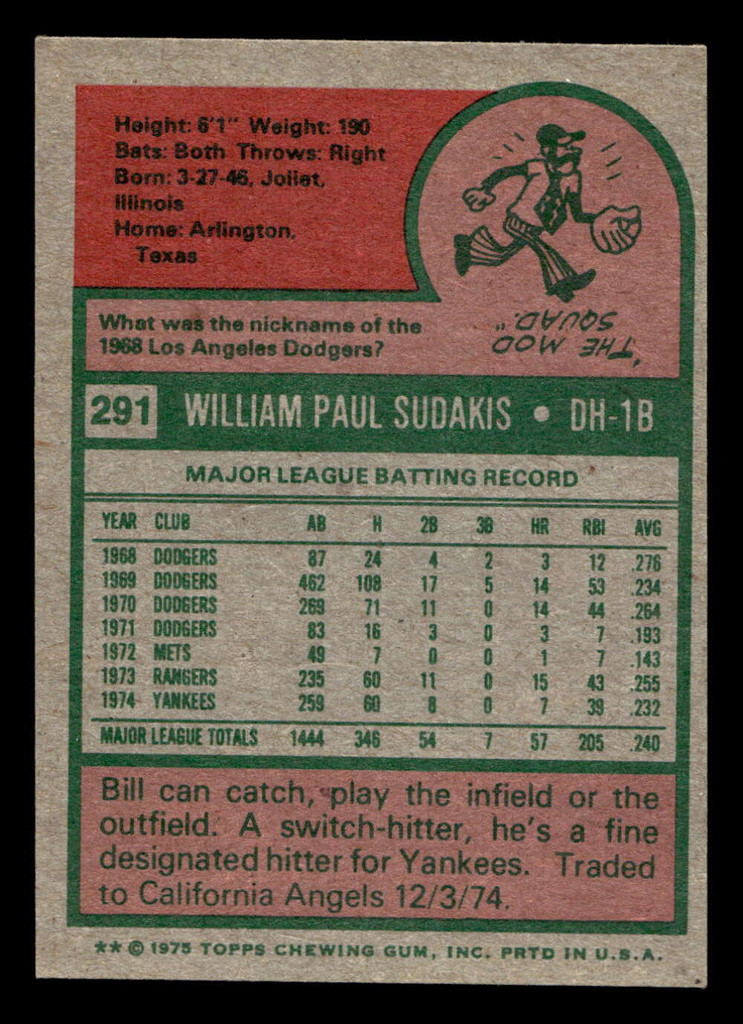 Height: 6'1" Weight: 190
Bats: Both Throws: Right
Born: 3-27-46, Joliet,
Illinois
Home: Arlington,
Texas
What was the nickname of the
1968 Los Angeles Dodgers?
"THE MOD
SQUAD."
291 WILLIAM PAUL SUDAKIS • DH-1B
MAJOR LEAGUE BATTING RECORD
YEAR CLUB AB H 2B 3B HR RBI AVG
1968 DODGERS 87 24 4 2 3 12 .276
1969 DODGERS 462 108 17 5 14 53 .234
1970 DODGERS 269 71 11 0 14 44 .264
1971 DODGERS 83 16 3 0 3 7 .193
1972 METS 49 7 0 0 1 7 .143
1973 RANGERS 235 60 11 0 15 43 .255
1974 YANKEES 259 60 8 0 7 39 .232
MAJOR LEAGUE TOTALS 1444 346 54 7 57 205 .240
Bill can catch, play the infield or the
outfield. A switch-hitter, he's a fine
designated hitter for Yankees. Traded
to California Angels 12/3/74.
** © 1975 TOPPS CHEWING GUM, INC. PRTD IN U.S.A.